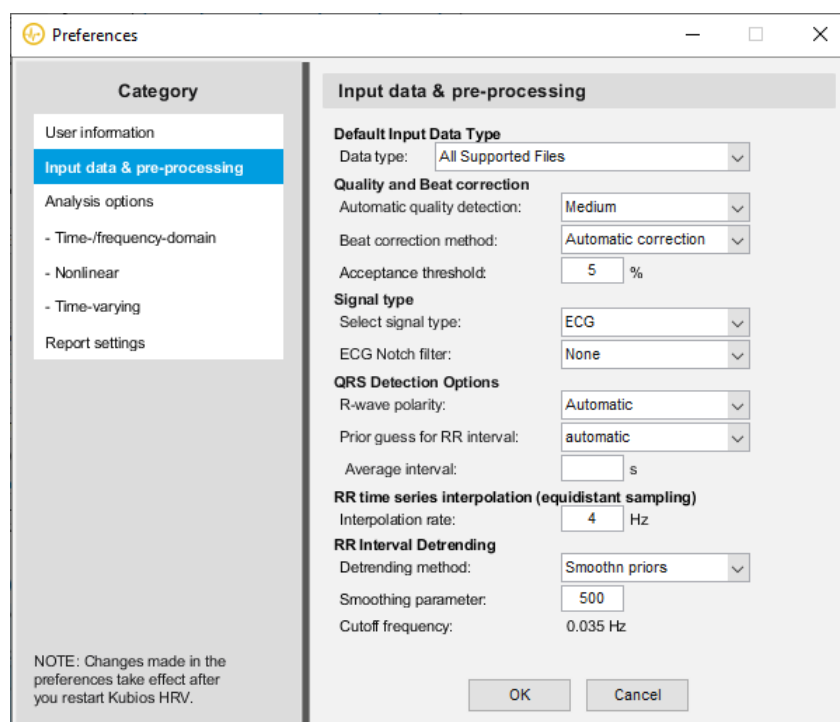 Preferences
Category
User information
Input data & pre-processing
Analysis options
- Time-/frequency-domain
- Nonlinear
- Time-varying
Report settings
NOTE: Changes made in the
preferences take effect after
you restart Kubios HRV.
Input data & pre-processing
Default Input Data Type
Data type: All Supported Files
Quality and Beat correction
Automatic quality detection: Medium
Beat correction method: Automatic correction
Acceptance threshold: 5 %
Signal type
Select signal type: ECG
ECG Notch filter: None
QRS Detection Options
R-wave polarity: Automatic
Prior guess for RR interval: automatic
Average interval: s
RR time series interpolation (equidistant sampling)
Interpolation rate: 4 Hz
RR Interval Detrending
Detrending method: Smoothn priors
Smoothing parameter: 500
Cutoff frequency: 0.035 Hz
OK Cancel